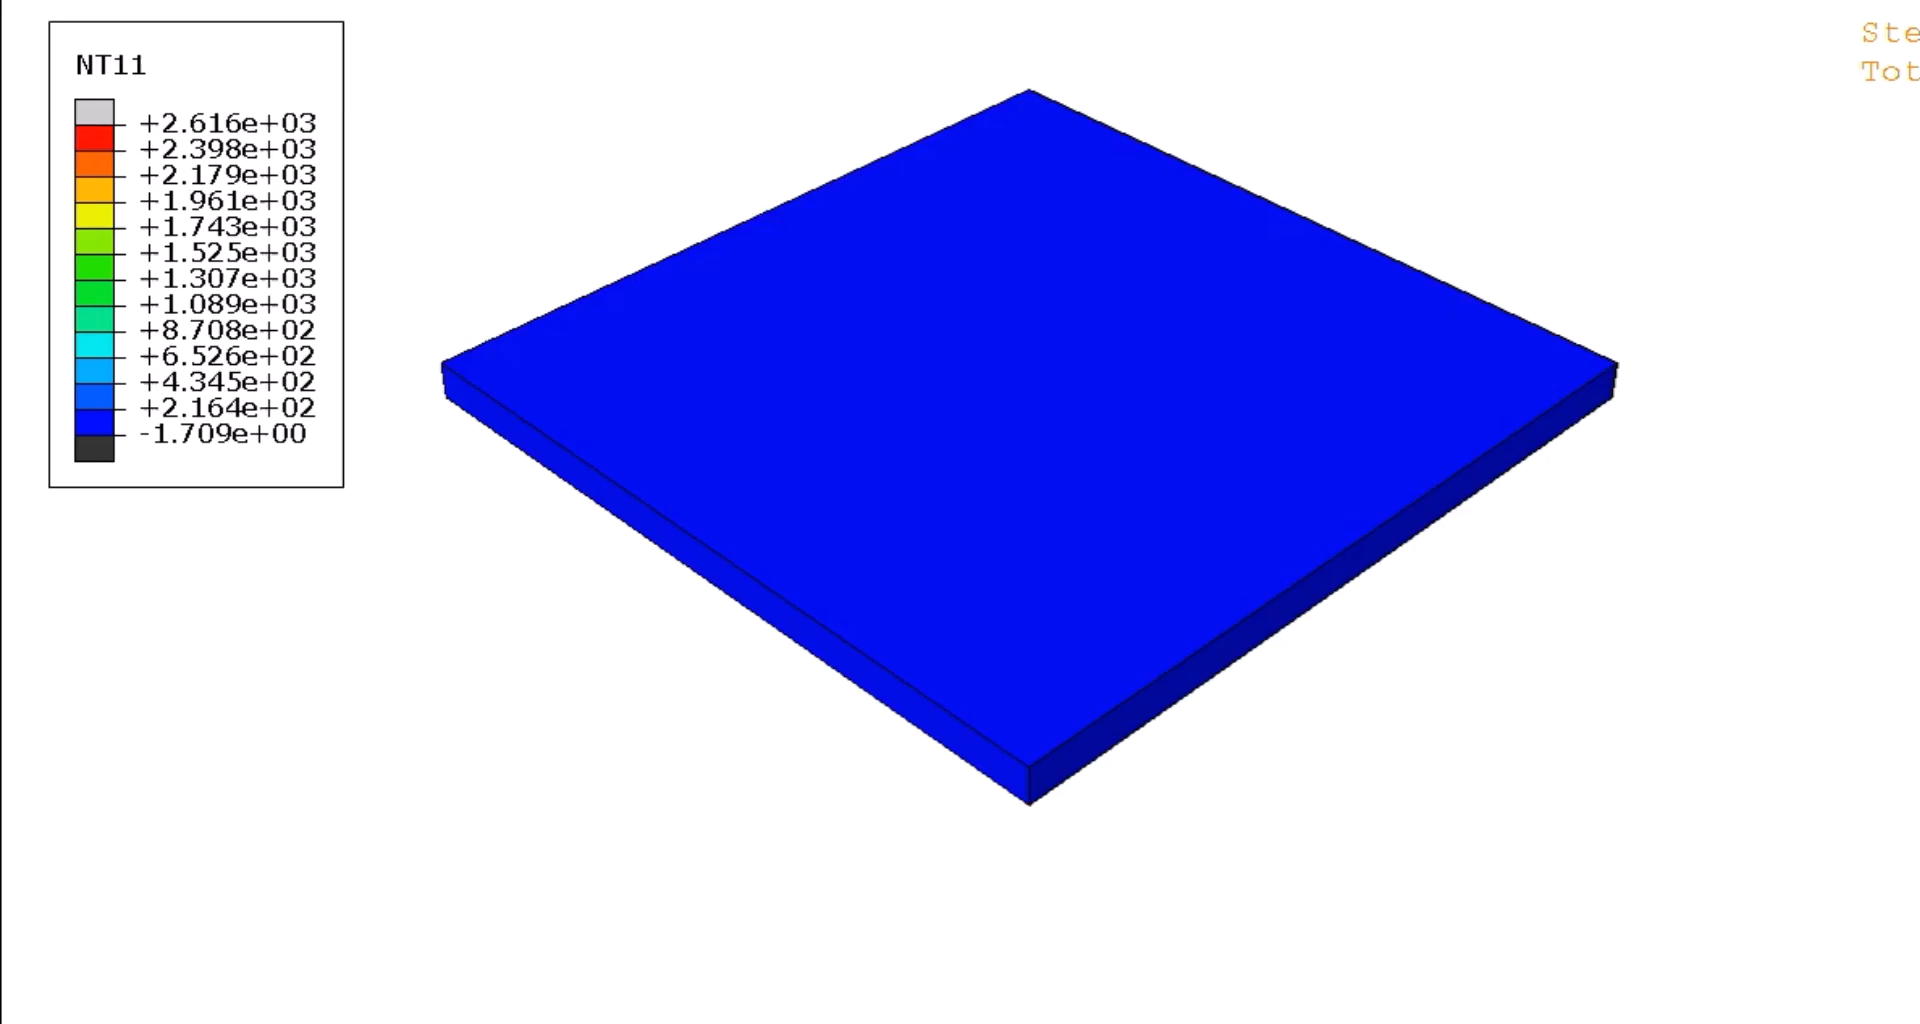 NT11
+2.616e+03
+2.398e+03
+2.179e+03
+1.961e+03
+1.743e+03
+1.525e+03
+1.307e+03
+1.089e+03
+8.708e+02
+6.526e+02
+4.345e+02
+2.164e+02
-1.709e+00
Ste
Tot